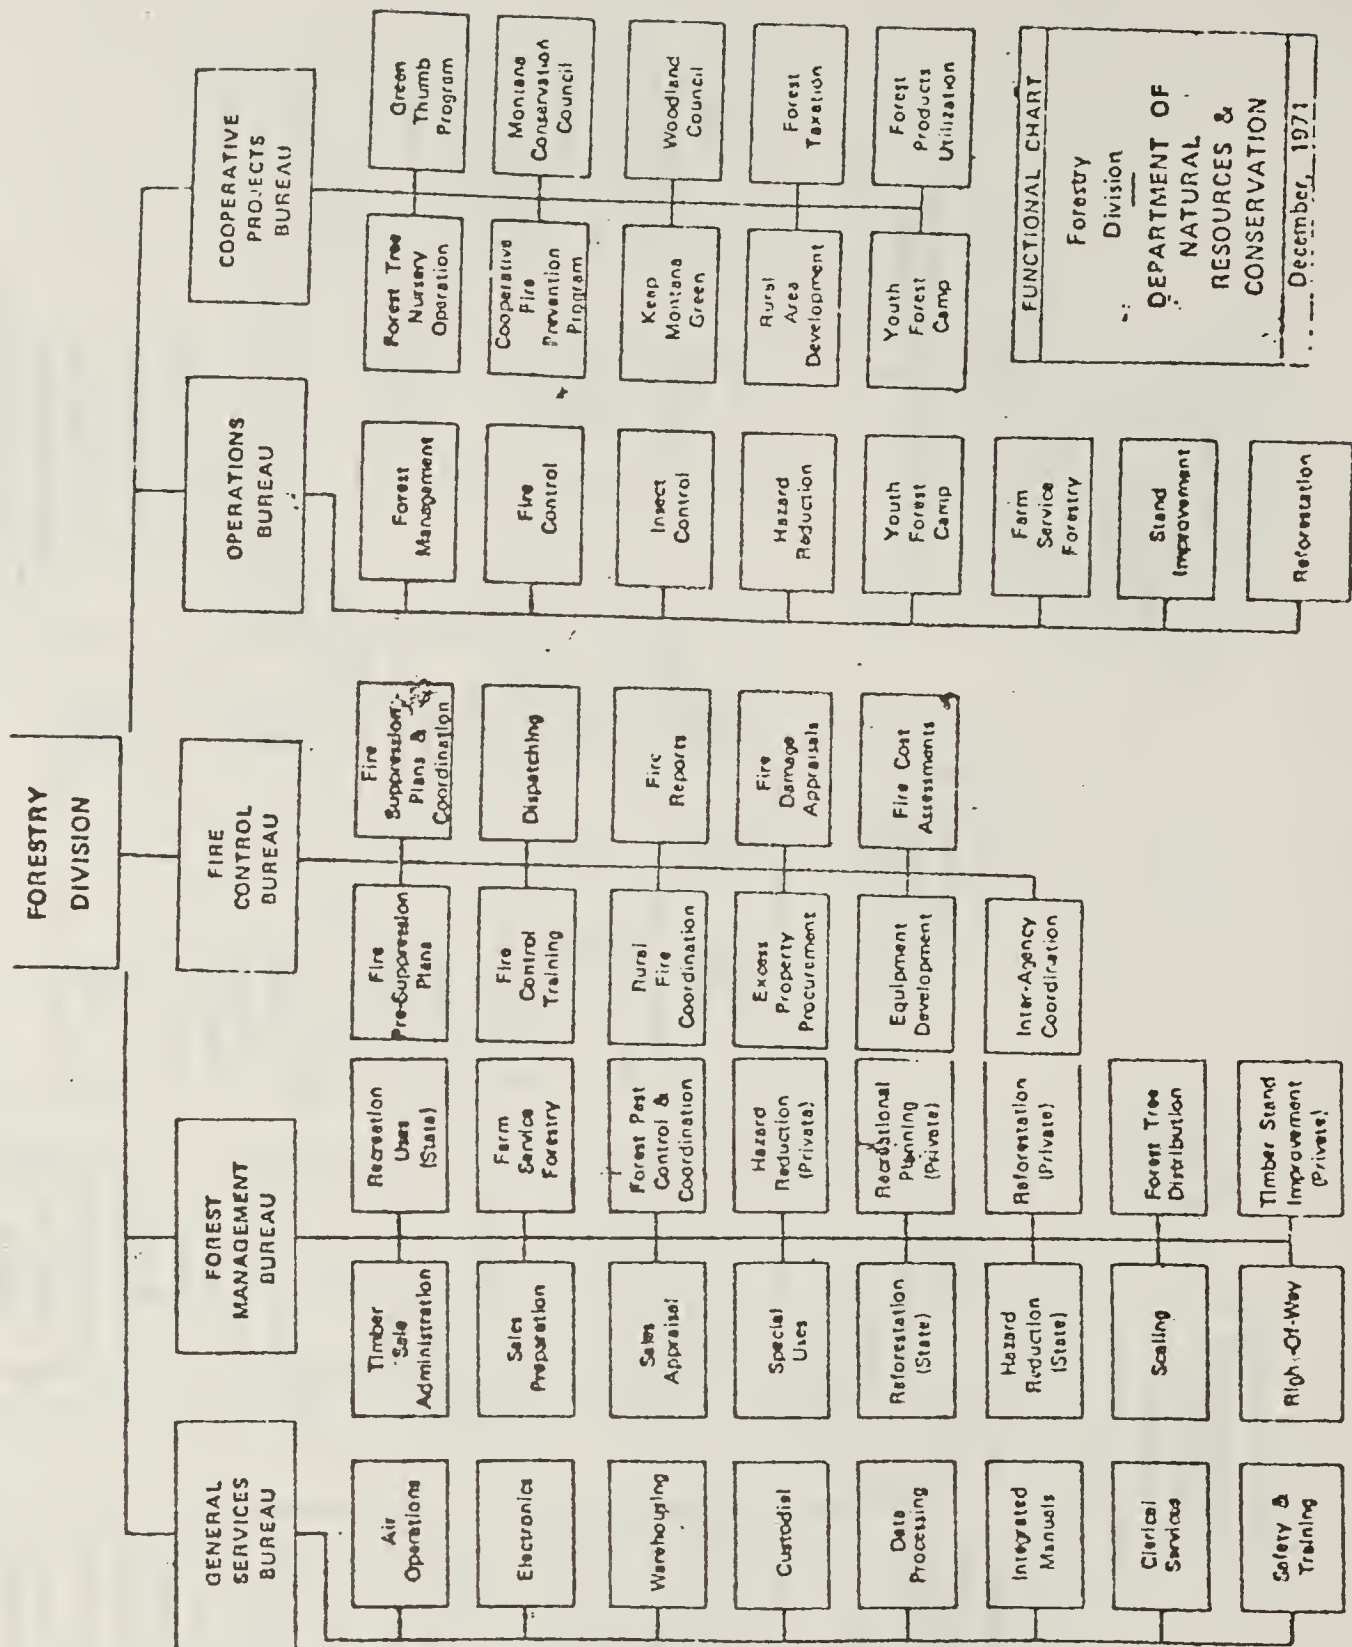 FORESTRY
DIVISION
GENERAL
SERVICES
BUREAU
Air
Operations
Electronics
Warehousing
Custodial
Data
Processing
Integrated
Manuals
Clerical
Services
Safety &
Training
FOREST
MANAGEMENT
BUREAU
Timber
Sale
Administration
Recreation
Uses
(State)
Sales
Preparation
Farm
Service
Forestry
Sales
Appraisal
Forest Pest
Control &
Coordination
Special
Uses
Hazard
Reduction
(Private)
Reforestation
(State)
Recreational
Planning
(Private)
Hazard
Reduction
(State)
Reforestation
(Private)
Scaling
Forest Tree
Distribution
Right-Of-Way
Timber Stand
Improvement
(Private)
FIRE
CONTROL
BUREAU
Fire
Pre-Suppression
Plans
Fire
Suppression
Plans &
Coordination
Fire
Control
Training
Dispatching
Rural
Fire
Coordination
Fire
Reports
Excess
Property
Procurement
Fire
Damage
Appraisals
Equipment
Development
Fire Cost
Assessments
Inter-Agency
Coordination
OPERATIONS
BUREAU
Forest
Management
Fire
Control
Insect
Control
Hazard
Reduction
Youth
Forest
Camp
Farm
Service
Forestry
Stand
Improvement
Reforestation
COOPERATIVE
PROJECTS
BUREAU
Forest Tree
Nursery
Operation
Green
Thumb
Program
Cooperative
Fire
Prevention
Program
Montana
Conservation
Council
Keep
Montana
Green
Woodland
Council
Rural
Area
Development
Forest
Taxation
Youth
Forest
Camp
Forest
Products
Utilization
FUNCTIONAL CHART
Forestry
Division
DEPARTMENT OF
NATURAL
RESOURCES &
CONSERVATION
December, 1971